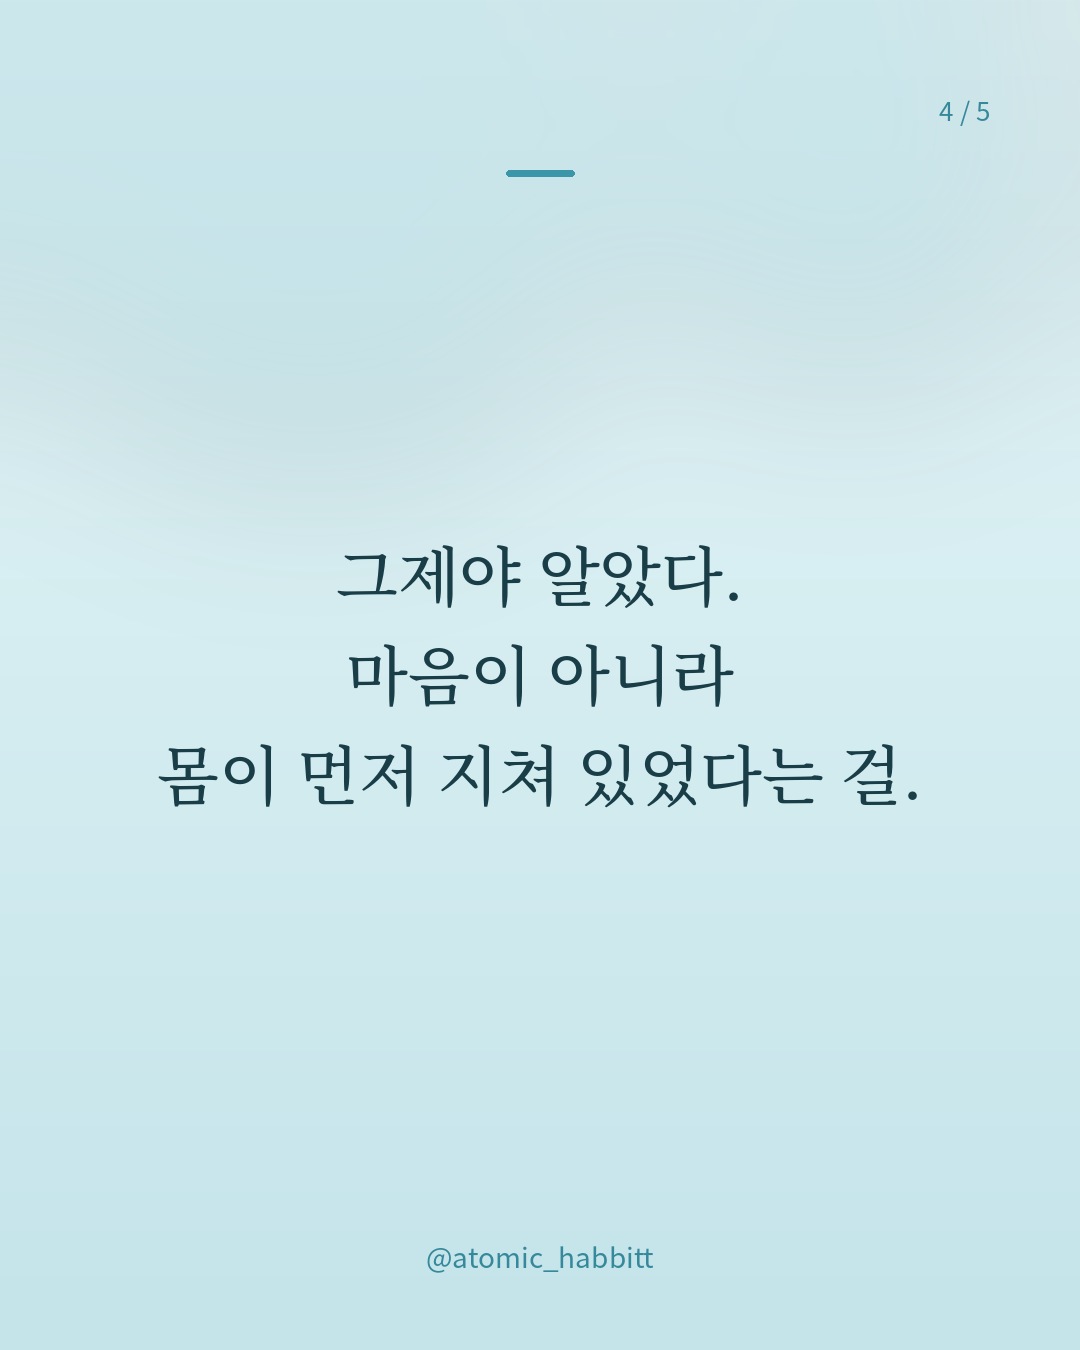 4 / 5
그제야 알았다.
마음이 아니라
몸이 먼저 지쳐 있었다는 걸.
@atomic_habbitt